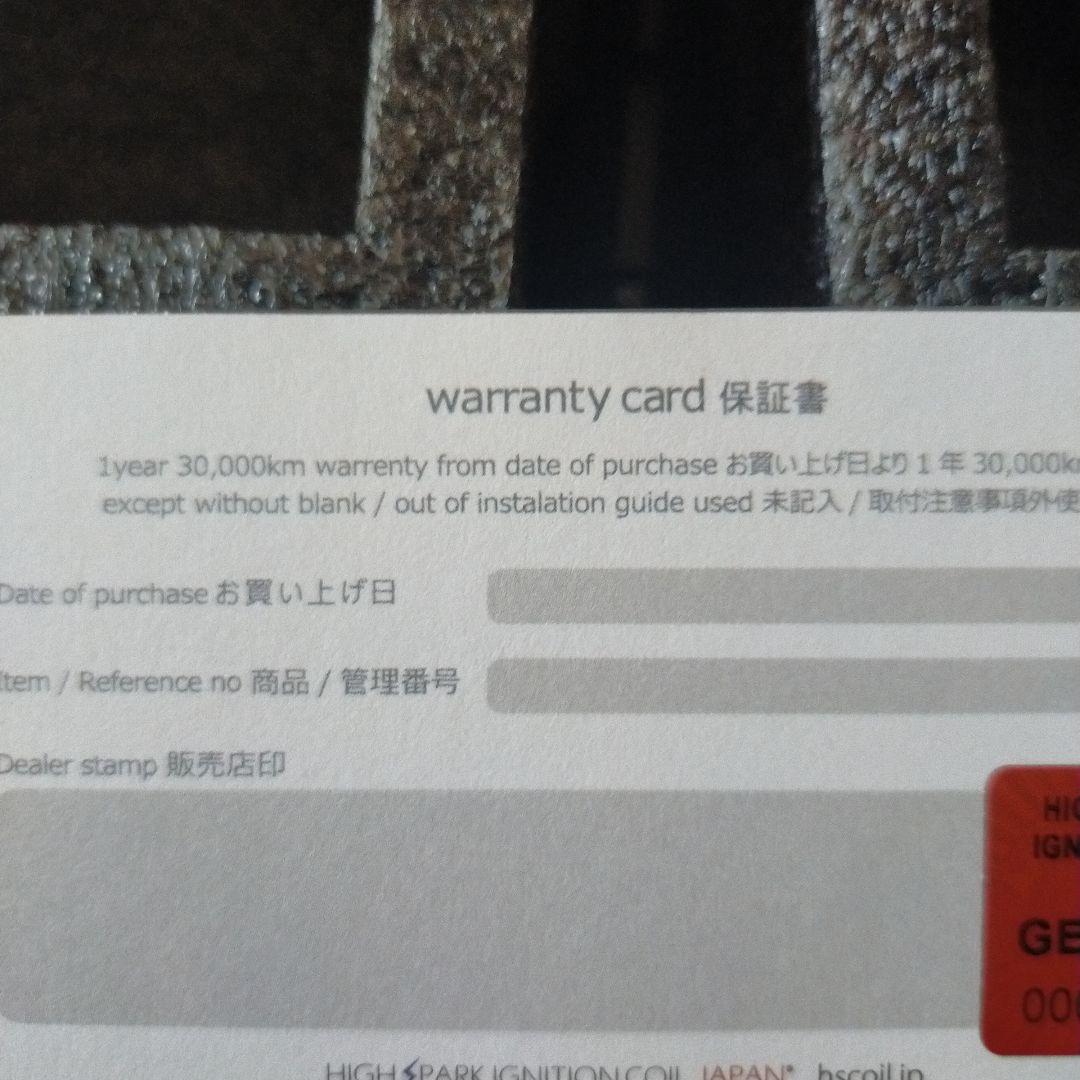 warranty card 保証書
1year 30,000km warrenty from date of purchase お買い上げ日より 1 年 30,000k
except without blank / out of instalation guide used 未記入 / 取付注意事項外使
Date of purchase お買い上げ日
Item / Reference no 商品 / 管理番号
Dealer stamp 販売店印
HIG
IGN
GE
000
HIGH SPARK IGNITION COIL JAPAN® hscoil.jp